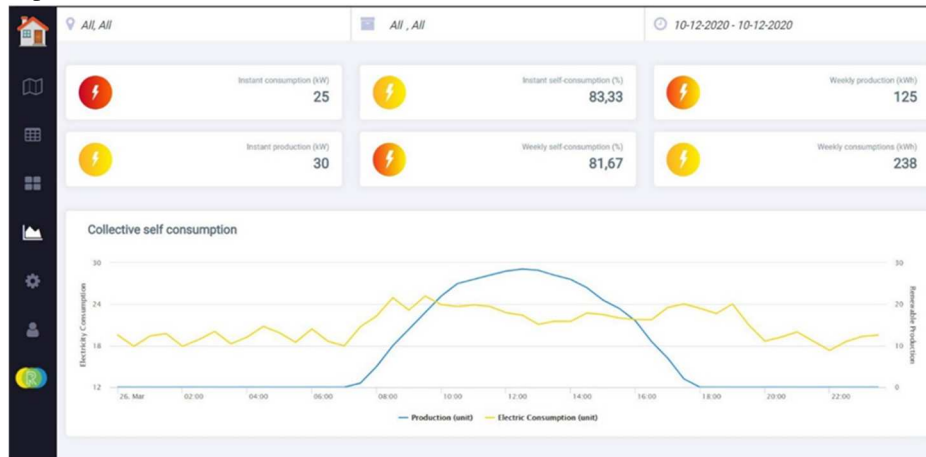 All, All
All , All
10-12-2020 - 10-12-2020
Instant consumption (kW)
25
Instant self-consumption (%)
83,33
Weekly production (kWh)
125
Instant production (kW)
30
Weekly self-consumption (%)
81,67
Weekly consumptions (kWh)
238
Collective self consumption
30
24
18
12
Electricity Consumption
30
20
10
0
Renewable Production
26. Mar
02:00
04:00
06:00
08:00
10:00
12:00
14:00
16:00
18:00
20:00
22:00
Production (unit)
Electric Consumption (unit)